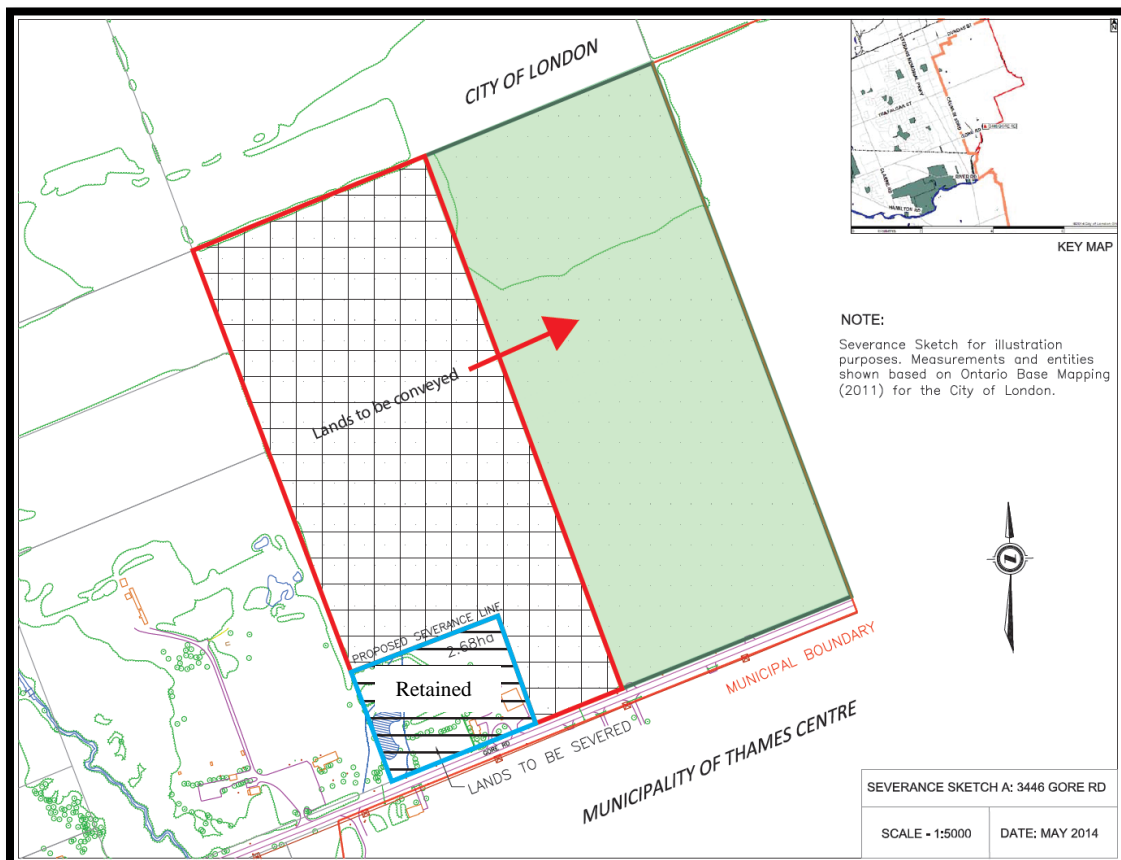 CITY OF LONDON
KEY MAP
NOTE:
Severance Sketch for illustration
purposes. Measurements and entities
shown based on Ontario Base Mapping
(2011) for the City of London.
Lands to be conveyed
PROPOSED SEVERANCE LINE
2.68ha
Retained
GORE RD
LANDS TO BE SEVERED
MUNICIPAL BOUNDARY
MUNICIPALITY OF THAMES CENTRE
SEVERANCE SKETCH A: 3446 GORE RD
SCALE - 1:5000
DATE: MAY 2014